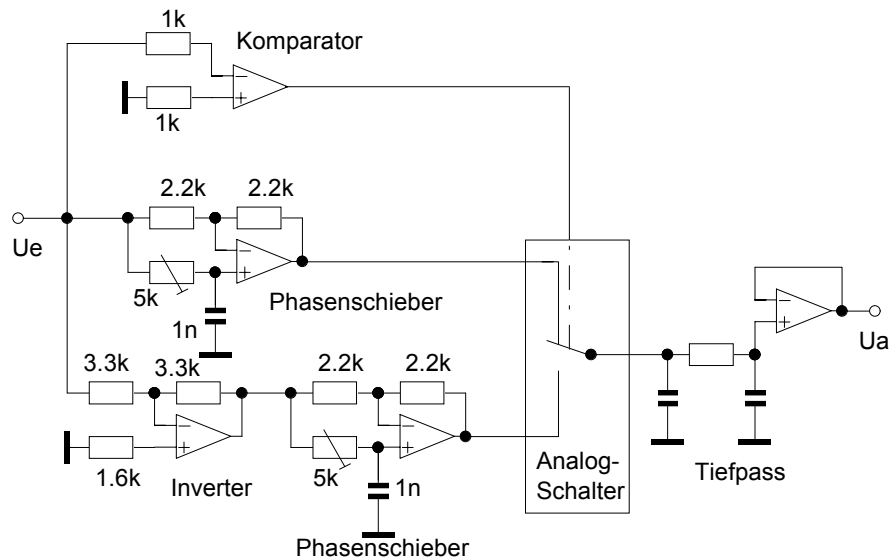 1k
Komparator
1k
2.2k 2.2k
Ue
5k
Phasenschieber
1n
Ua
3.3k 3.3k
2.2k 2.2k
1.6k
Inverter
5k
1n
Analog-
Schalter
Tiefpass
Phasenschieber